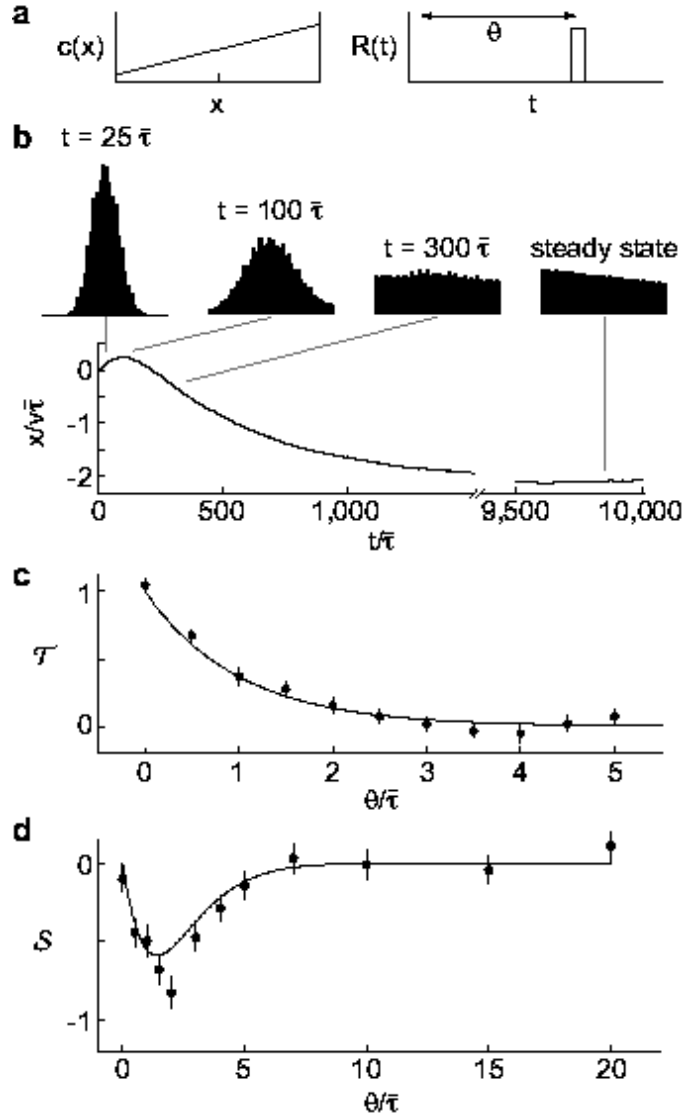 a
c(x)
x
R(t)
θ
t
b
t = 25 τ̄
t = 100 τ̄
t = 300 τ̄
steady state
x/vτ̄
0
-1
-2
0 500 1,000 9,500 10,000
t/τ̄
c
𝒯
1
0
0 1 2 3 4 5
θ/τ̄
d
𝒮
0
-1
0 5 10 15 20
θ/τ̄